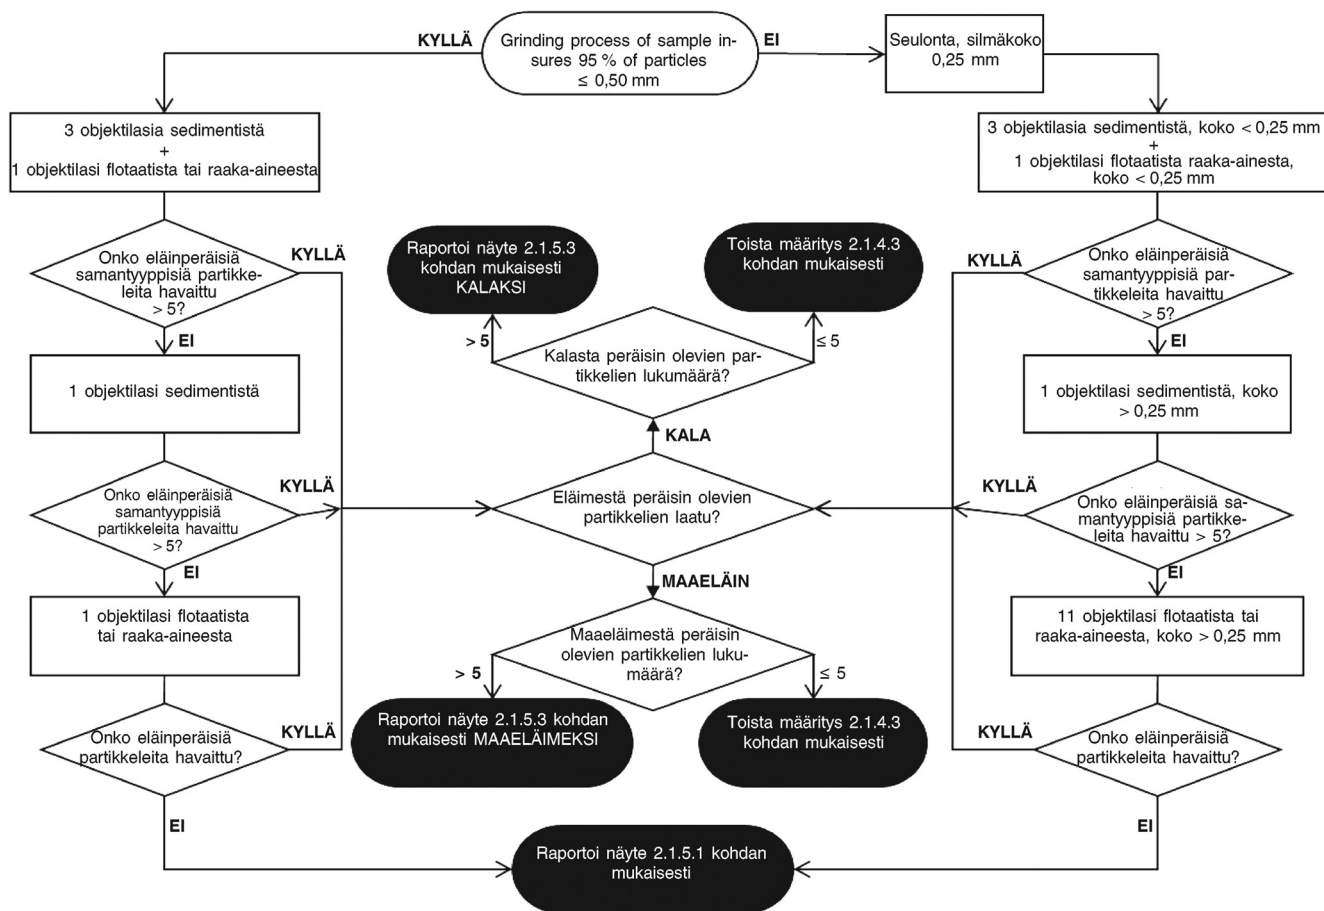 KYLLÄ
Grinding process of sample in-
sures 95 % of particles
≤ 0,50 mm
EI
Seulonta, silmäkoko
0,25 mm
3 objektilasia sedimentistä
+
1 objektilasi flotaatista tai raaka-aineesta
3 objektilasia sedimentistä, koko < 0,25 mm
+
1 objektilasi flotaatista raaka-ainesta,
koko < 0,25 mm
Onko eläinperäisiä
samantyyppisiä partikke-
leita havaittu
> 5?
KYLLÄ
EI
Raportoi näyte 2.1.5.3
kohdan mukaisesti
KALAKSI
Toista määritys 2.1.4.3
kohdan mukaisesti
KYLLÄ
Onko eläinperäisiä
samantyyppisiä par-
tikkeleita havaittu
> 5?
EI
> 5
Kalasta peräisin olevien par-
tikkelien lukumäärä?
≤ 5
1 objektilasi sedimentistä
1 objektilasi sedimentistä, koko
> 0,25 mm
KALA
Onko eläinperäisiä
samantyyppisiä
partikkeleita havaittu
> 5?
KYLLÄ
EI
Eläimestä peräisin olevien
partikkelien laatu?
KYLLÄ
Onko eläinperäisiä sa-
mantyyppisiä partikke-
leita havaittu > 5?
EI
MAAELÄIN
1 objektilasi flotaatista
tai raaka-aineesta
11 objektilasi flotaatista tai
raaka-aineesta, koko > 0,25 mm
Maaeläimestä peräisin
olevien partikkelien luku-
määrä?
> 5
≤ 5
Raportoi näyte 2.1.5.3 kohdan
mukaisesti MAAELÄIMEKSI
Toista määritys 2.1.4.3
kohdan mukaisesti
Onko eläinperäisiä
partikkeleita havaittu?
KYLLÄ
EI
KYLLÄ
Onko eläinperäisiä
partikkeleita havaittu?
EI
Raportoi näyte 2.1.5.1 kohdan
mukaisesti